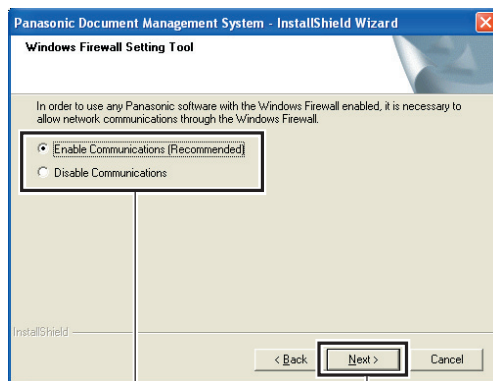 Panasonic Document Management System - InstallShield Wizard
Windows Firewall Setting Tool
In order to use any Panasonic software with the Windows Firewall enabled, it is necessary to
allow network communications through the Windows Firewall.
Enable Communications (Recommended)
Disable Communications
InstallShield
< Back Next > Cancel